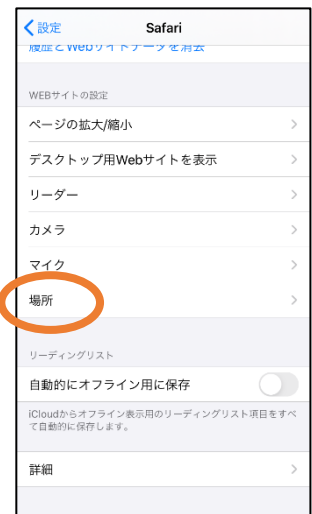 設定
Safari
履歴とWebサイトデータを消去
WEBサイトの設定
ページの拡大/縮小
デスクトップ用Webサイトを表示
リーダー
カメラ
マイク
場所
リーディングリスト
自動的にオフライン用に保存
iCloudからオフライン表示用のリーディングリスト項目をすべ
て自動的に保存します。
詳細